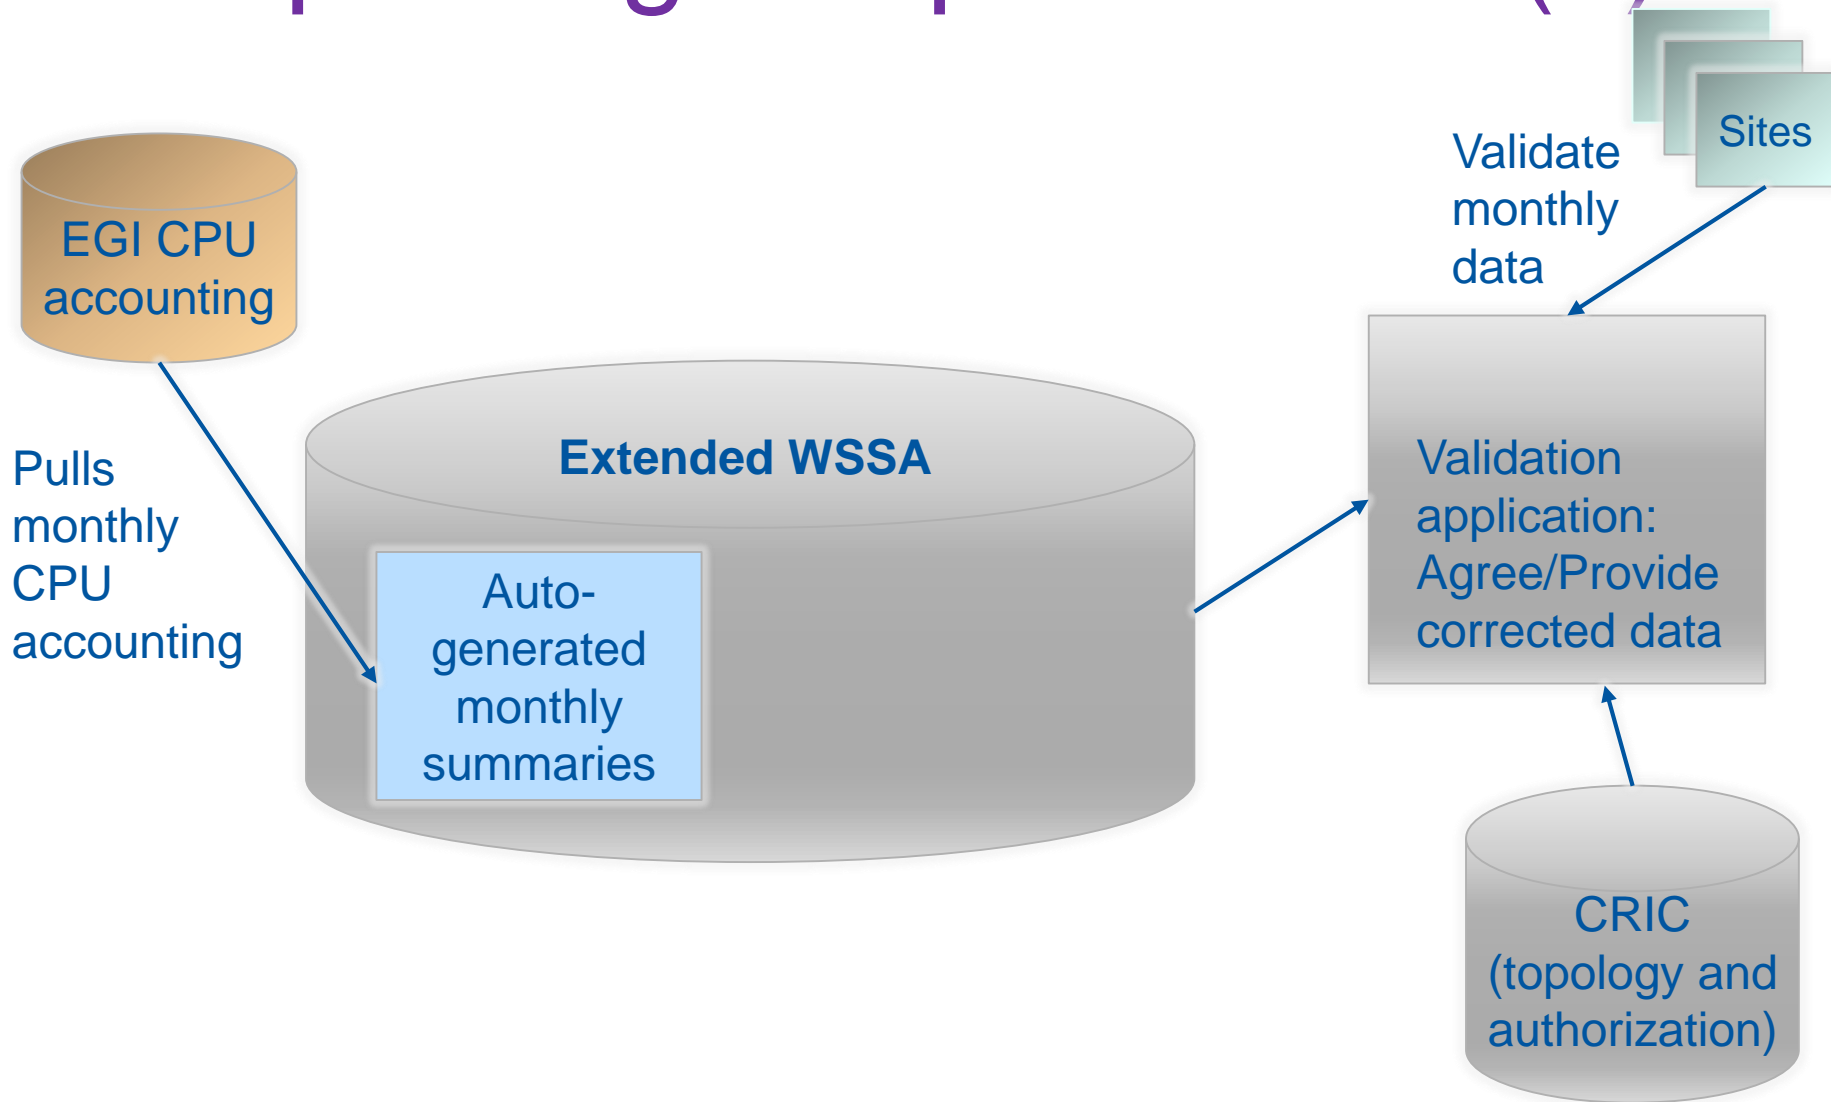 Sites
Validate
monthly
data
EGI CPU
accounting
Extended WSSA
Pulls
monthly
CPU
accounting
Auto-
generated
monthly
summaries
Validation
application:
Agree/Provide
corrected data
CRIC
(topology and
authorization)